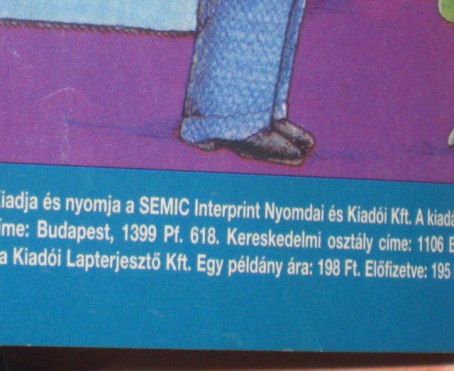 iadja és nyomja a SEMIC Interprint Nyomdai és Kiadói Kft. A kiadá
íme: Budapest, 1399 Pf. 618. Kereskedelmi osztály címe: 1106 B
a Kiadói Lapterjesztő Kft. Egy példány ára: 198 Ft. Előfizetve: 195